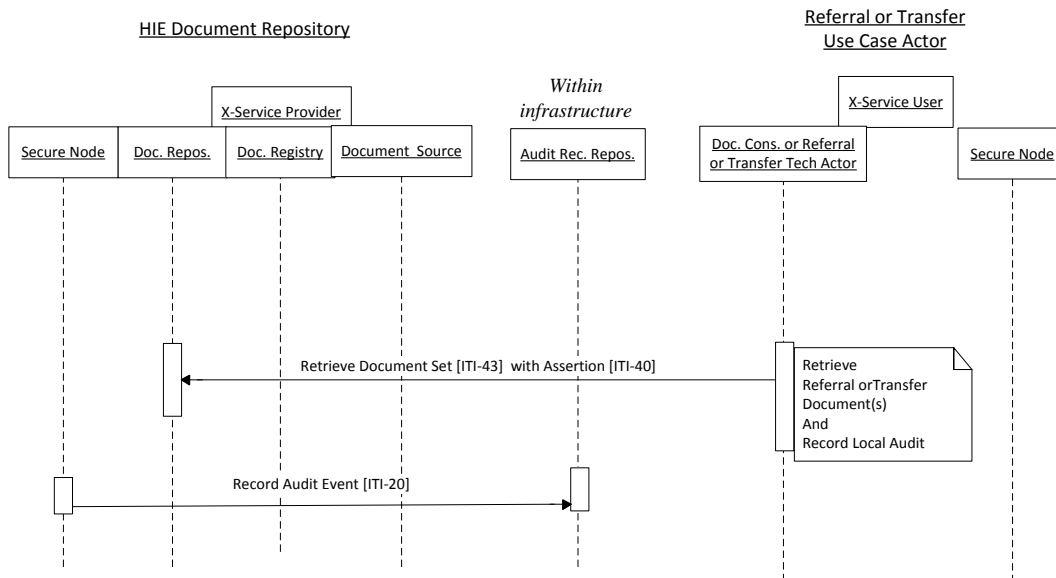 HIE Document Repository
Referral or Transfer
Use Case Actor
Within
infrastructure
X-Service Provider
X-Service User
Secure Node
Doc. Repos.
Doc. Registry
Document  Source
Audit Rec. Repos.
Doc. Cons. or Referral
or Transfer Tech Actor
Secure Node
Retrieve Document Set [ITI-43]  with Assertion [ITI-40]
Retrieve
Referral orTransfer
Document(s)
And
Record Local Audit
Record Audit Event [ITI-20]